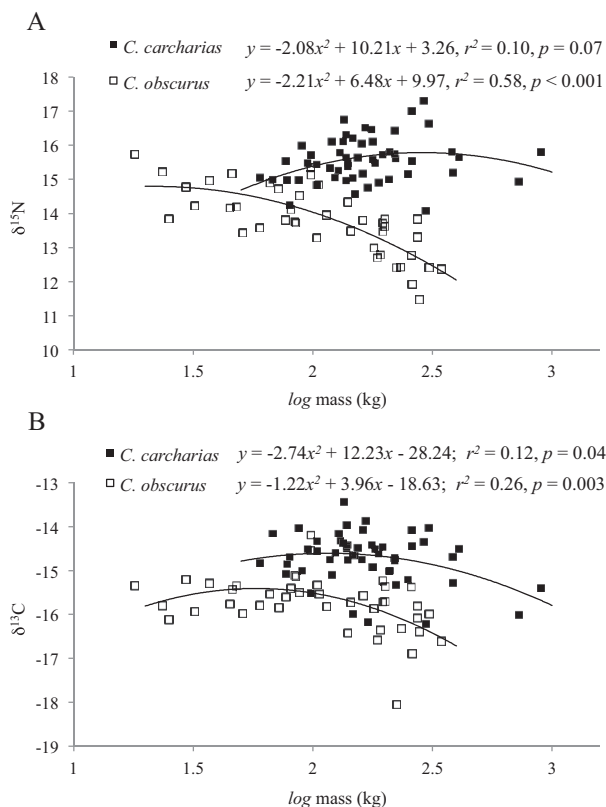 A
C. carcharias y = -2.08x² + 10.21x + 3.26, r² = 0.10, p = 0.07
C. obscurus y = -2.21x² + 6.48x + 9.97, r² = 0.58, p < 0.001
18
17
16
15
14
13
12
11
10
δ¹⁵N
1 1.5 2 2.5 3
log mass (kg)
B
C. carcharias y = -2.74x² + 12.23x - 28.24; r² = 0.12, p = 0.04
C. obscurus y = -1.22x² + 3.96x - 18.63; r² = 0.26, p = 0.003
-13
-14
-15
-16
-17
-18
-19
δ¹³C
1 1.5 2 2.5 3
log mass (kg)